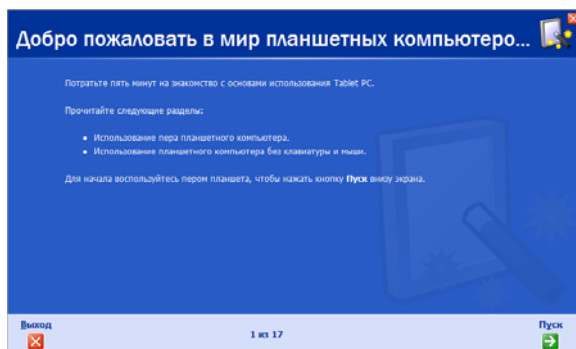 Добро пожаловать в мир планшетных компьютеро...
Потратьте пять минут на знакомство с основами использования Tablet PC.
Прочитайте следующие разделы:
• Использование пера планшетного компьютера.
• Использование планшетного компьютера без клавиатуры и мыши.
Для начала воспользуйтесь пером планшета, чтобы нажать кнопку Пуск внизу экрана.
Выход
1 из 17
Пуск